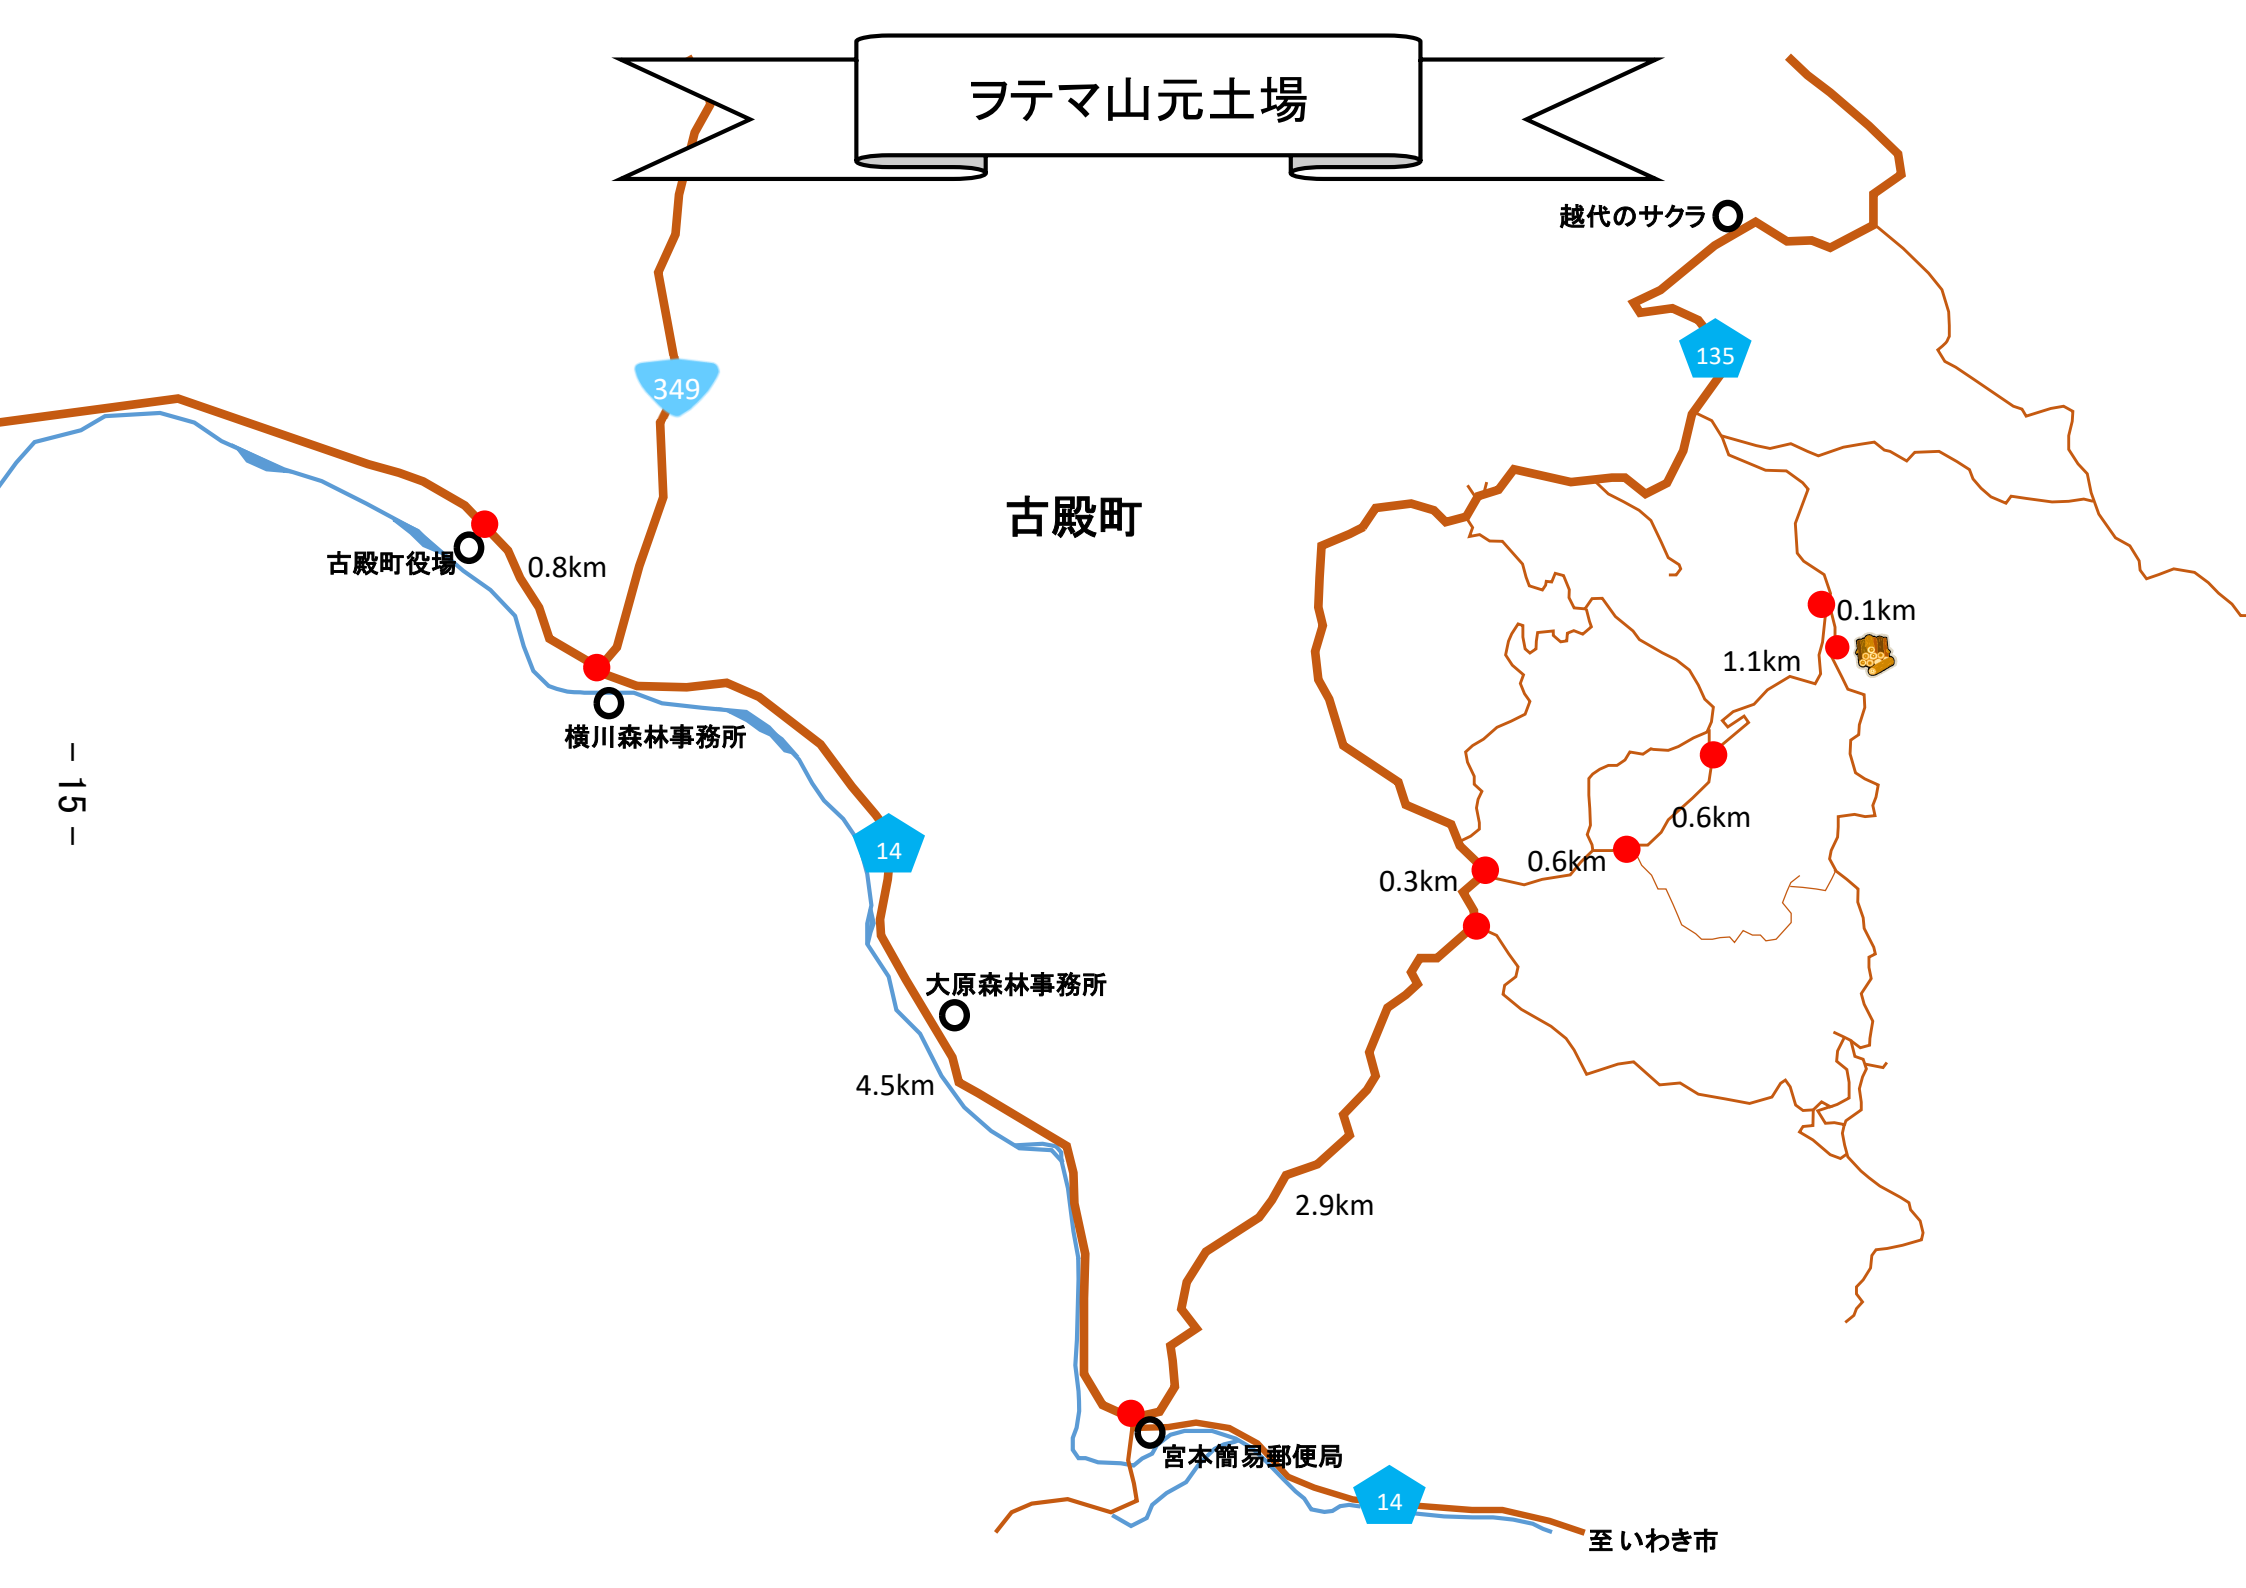 ヲテマ山元土場
越代のサクラ
135
349
古殿町
古殿町役場
0.8km
0.1km
1.1km
横川森林事務所
- 15 -
0.6km
14
0.6km
0.3km
大原森林事務所
4.5km
2.9km
宮本簡易郵便局
14
至 いわき市